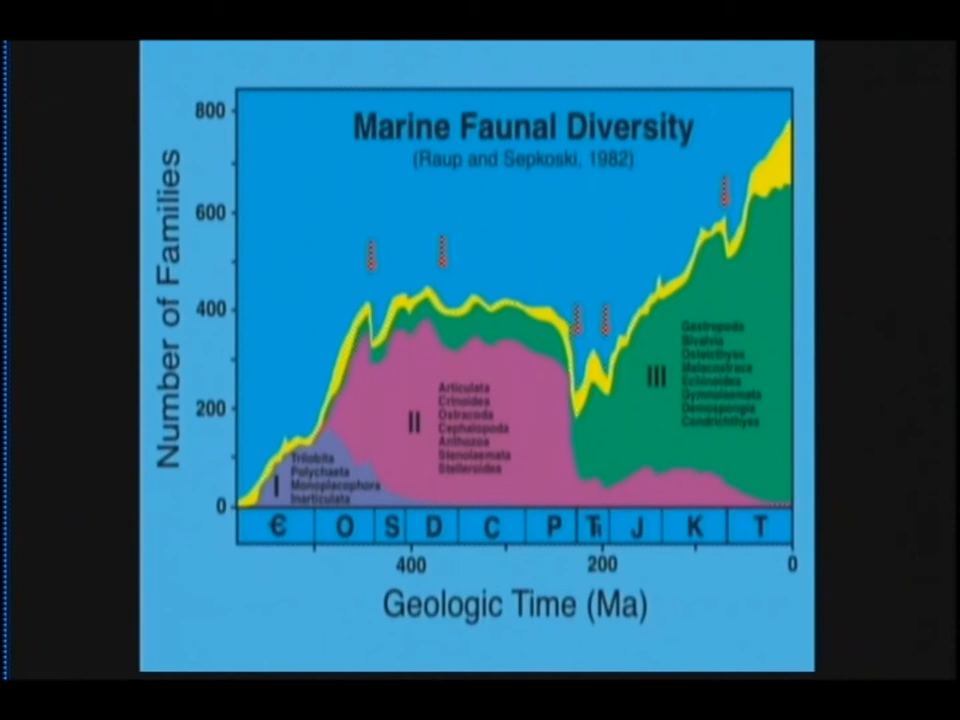 Marine Faunal Diversity
(Raup and Sepkoski, 1982)
Number of Families
800
600
400
200
0
I
Trilobita
Polychaeta
Monoplacophora
Inarticulata
II
Articulata
Crinoidea
Ostracoda
Cephalopoda
Anthozoa
Stenolaemata
Stelleroidea
III
Gastropoda
Bivalvia
Osteichthyes
Malacostraca
Echinoidea
Gymnolaemata
Demospongia
Condrichthyes
Є O S D C P Tri J K T
400 200 0
Geologic Time (Ma)